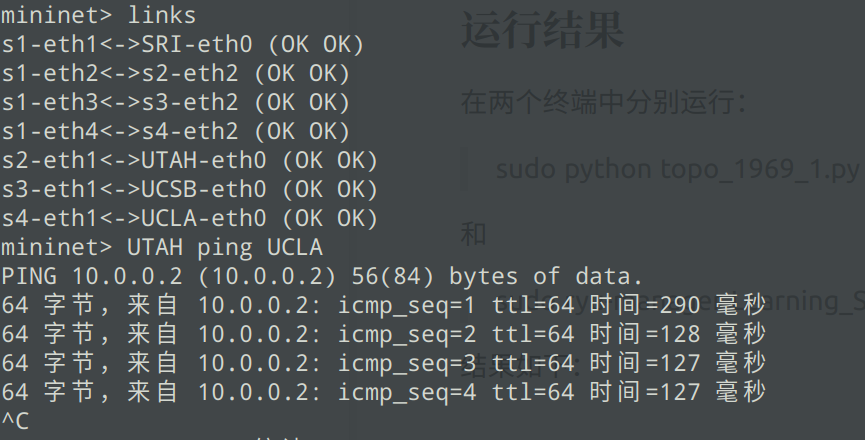 mininet> links
s1-eth1<->SRI-eth0 (OK OK)
s1-eth2<->s2-eth2 (OK OK)
s1-eth3<->s3-eth2 (OK OK)
s1-eth4<->s4-eth2 (OK OK)
s2-eth1<->UTAH-eth0 (OK OK)
s3-eth1<->UCSB-eth0 (OK OK)
s4-eth1<->UCLA-eth0 (OK OK)
mininet> UTAH ping UCLA
PING 10.0.0.2 (10.0.0.2) 56(84) bytes of data.
64 字节，来自 10.0.0.2: icmp_seq=1 ttl=64 时间=290 毫秒
64 字节，来自 10.0.0.2: icmp_seq=2 ttl=64 时间=128 毫秒
64 字节，来自 10.0.0.2: icmp_seq=3 ttl=64 时间=127 毫秒
64 字节，来自 10.0.0.2: icmp_seq=4 ttl=64 时间=127 毫秒
^C
运行结果
在两个终端中分别运行：
sudo python topo_1969_1.py
和